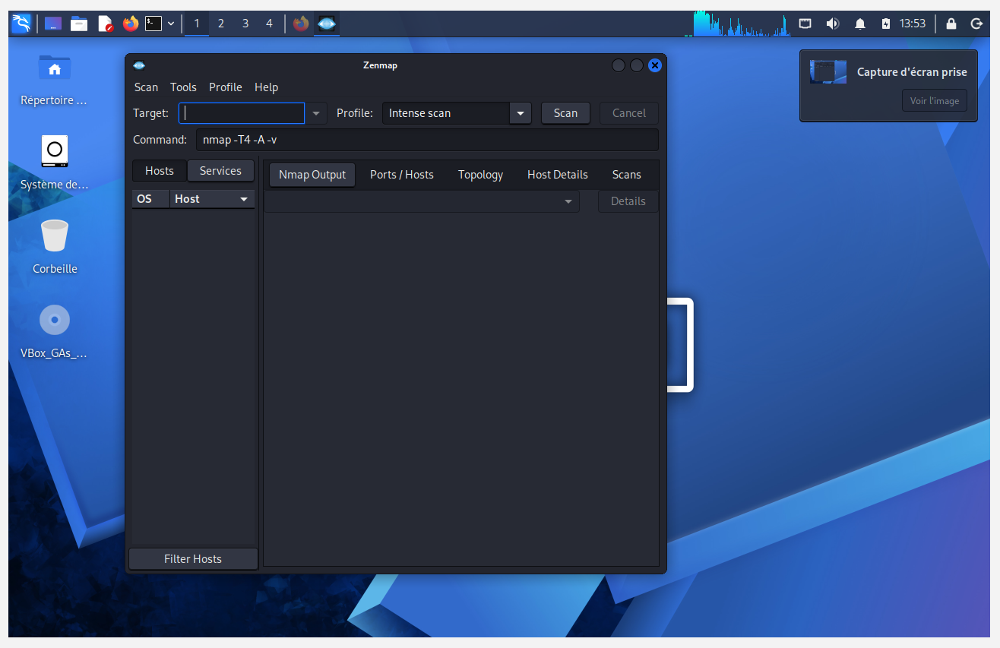 1 2 3 4
13:53
Répertoire ...
Système de...
Corbeille
VBox_GAs_...
Zenmap
Scan Tools Profile Help
Target: Profile: Intense scan Scan Cancel
Command: nmap -T4 -A -v
Hosts Services
OS Host
Filter Hosts
Nmap Output Ports / Hosts Topology Host Details Scans
Details
Capture d'écran prise
Voir l'image